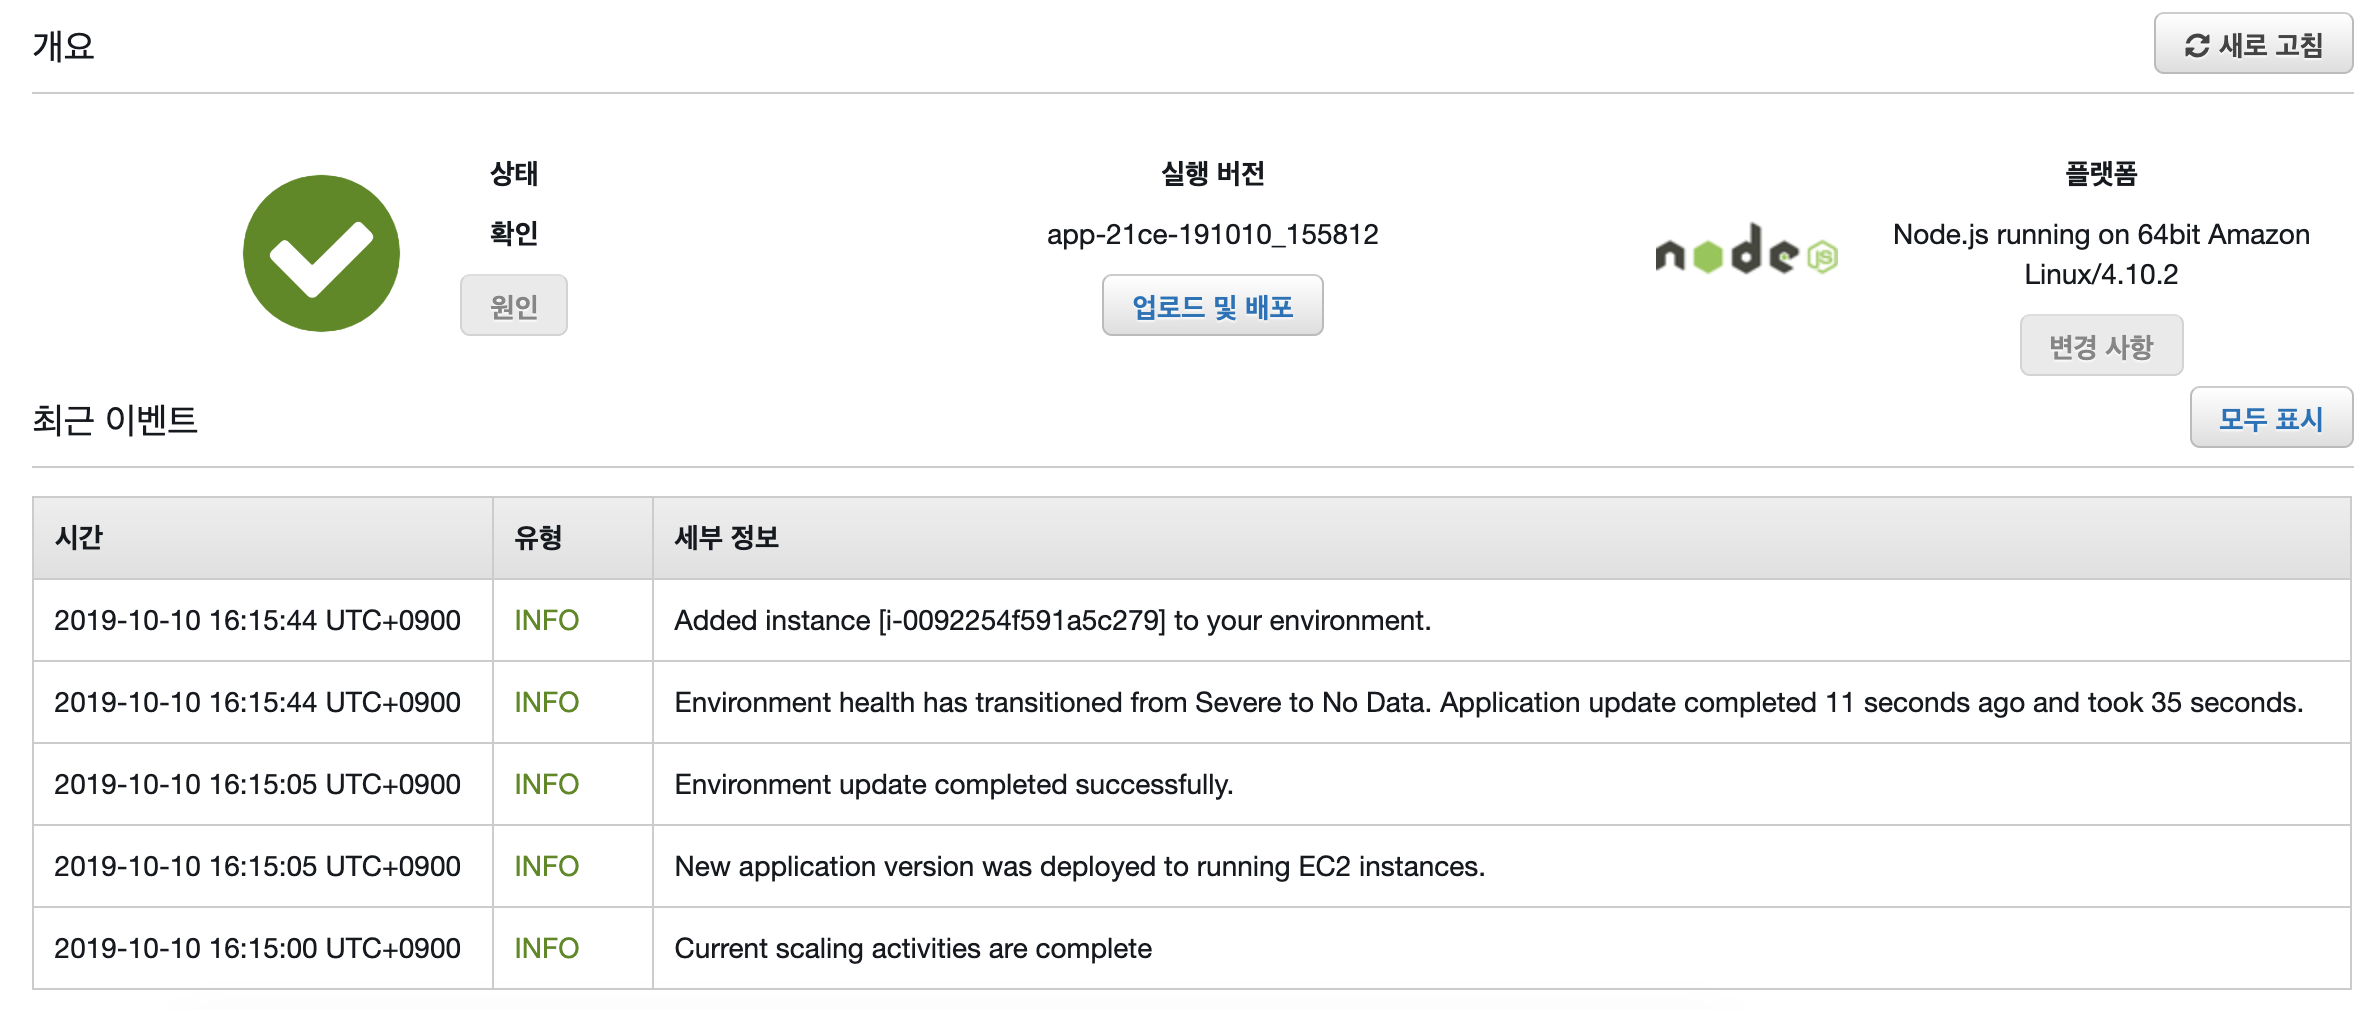 개요
새로 고침
상태
확인
원인
실행 버전
app-21ce-191010_155812
업로드 및 배포
node JS
플랫폼
Node.js running on 64bit Amazon
Linux/4.10.2
변경 사항
최근 이벤트
모두 표시
시간 유형 세부 정보
2019-10-10 16:15:44 UTC+0900 INFO Added instance [i-0092254f591a5c279] to your environment.
2019-10-10 16:15:44 UTC+0900 INFO Environment health has transitioned from Severe to No Data. Application update completed 11 seconds ago and took 35 seconds.
2019-10-10 16:15:05 UTC+0900 INFO Environment update completed successfully.
2019-10-10 16:15:05 UTC+0900 INFO New application version was deployed to running EC2 instances.
2019-10-10 16:15:00 UTC+0900 INFO Current scaling activities are complete